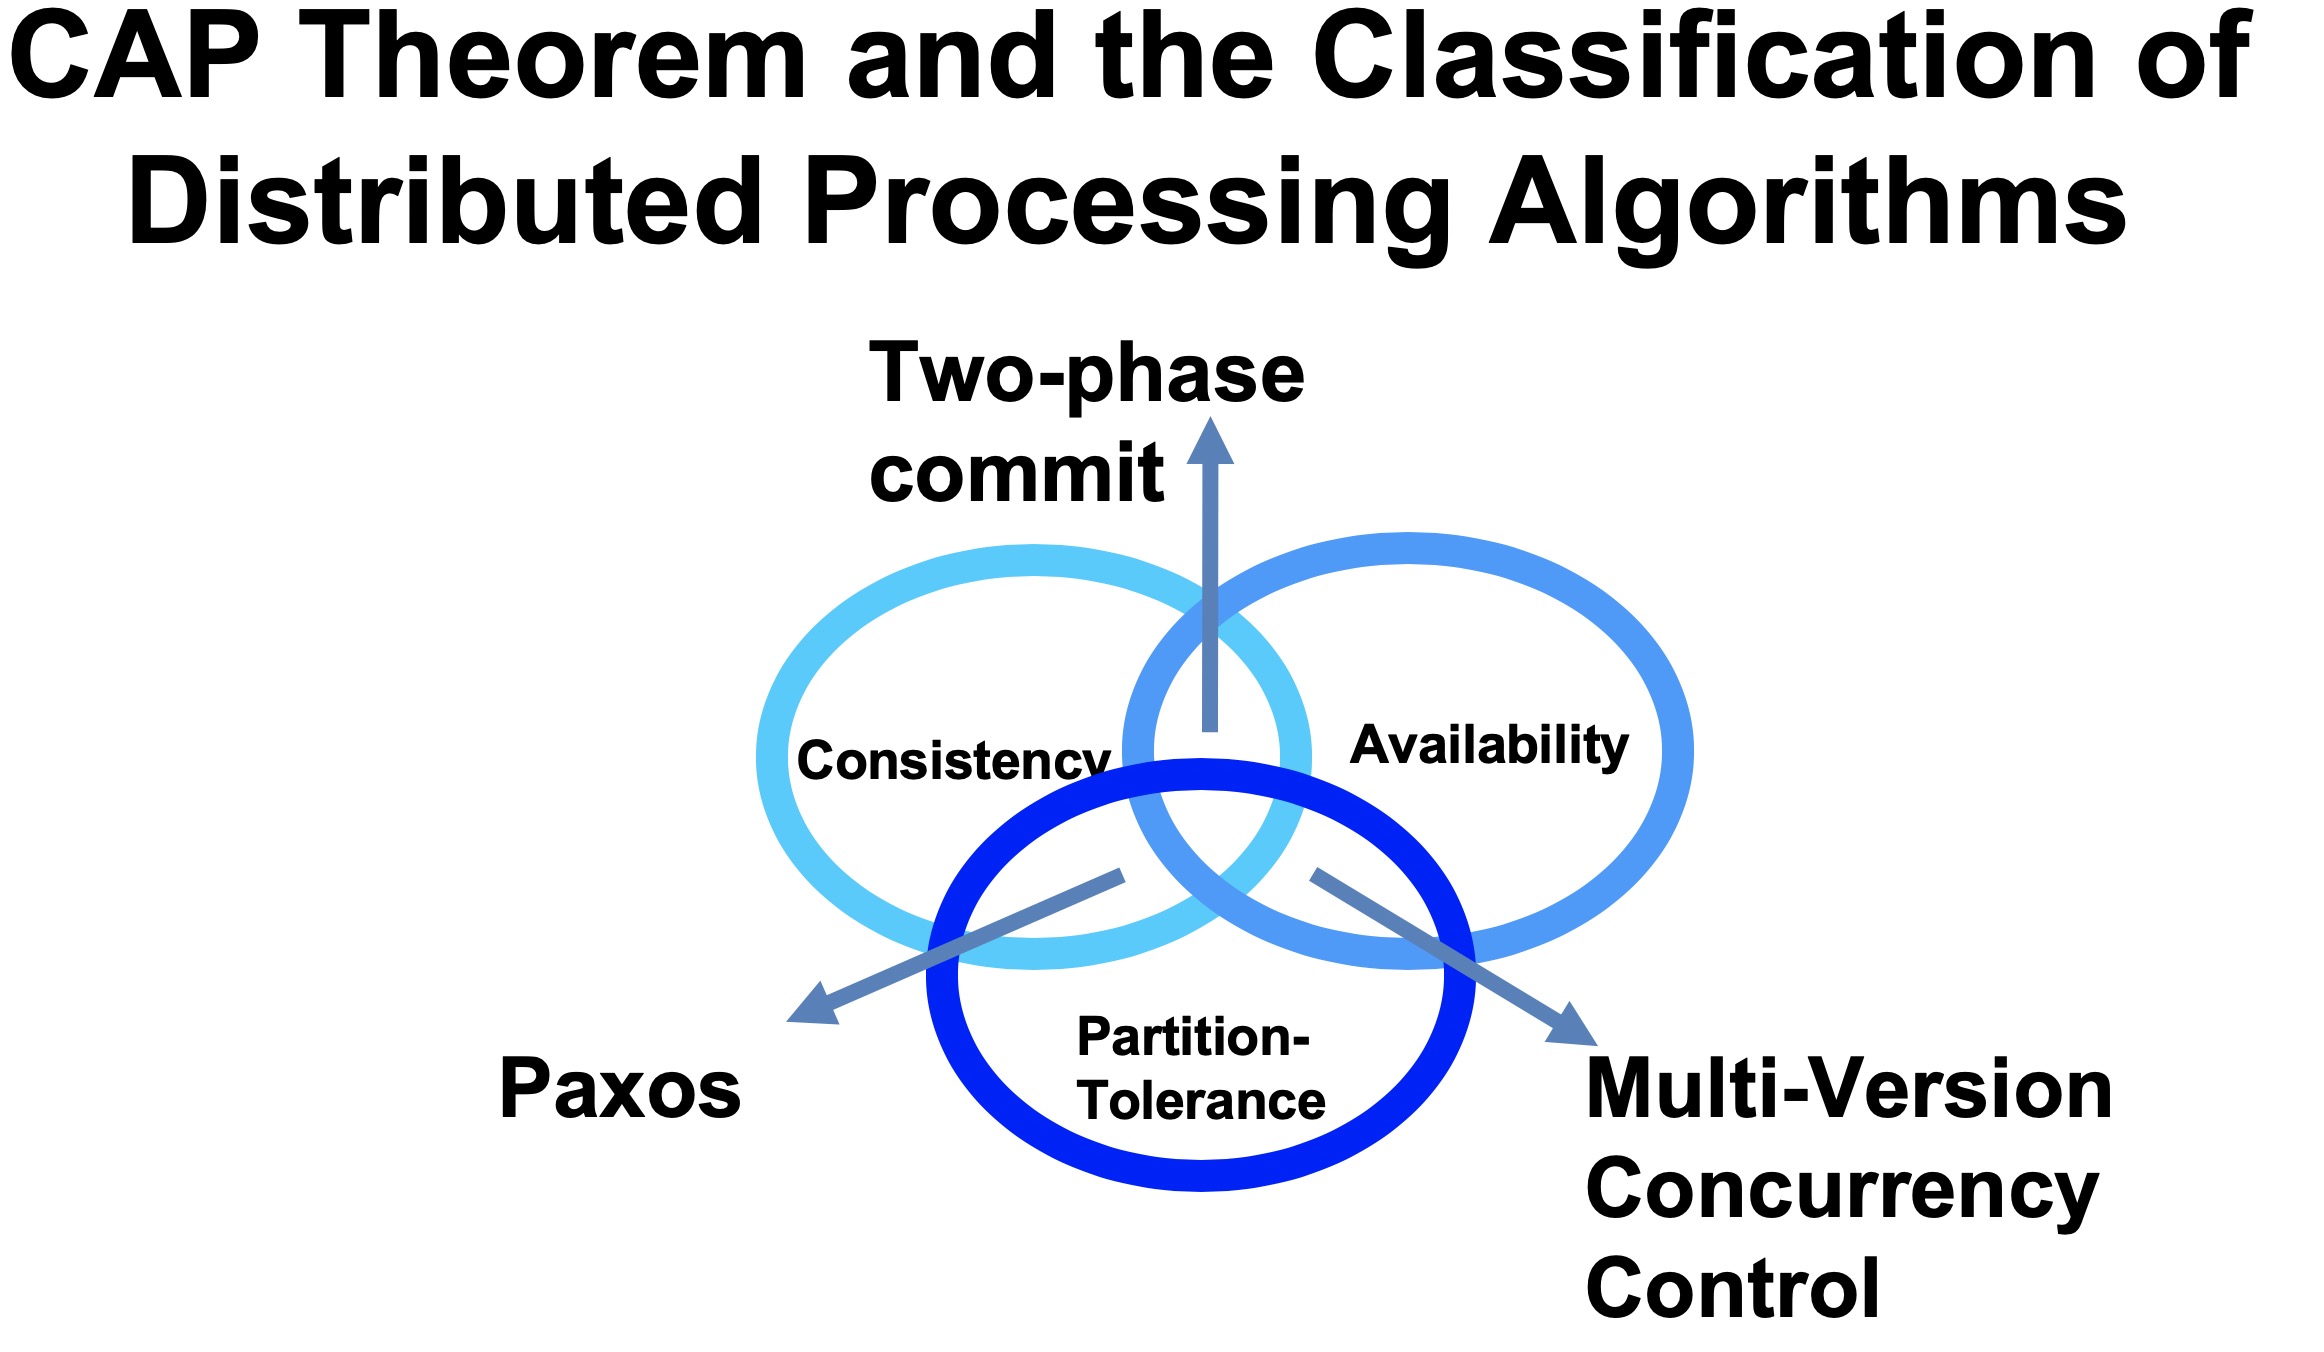 CAP Theorem and the Classification of
Distributed Processing Algorithms
Two-phase
commit
Consistency
Availability
Partition-
Tolerance
Paxos
Multi-Version
Concurrency
Control